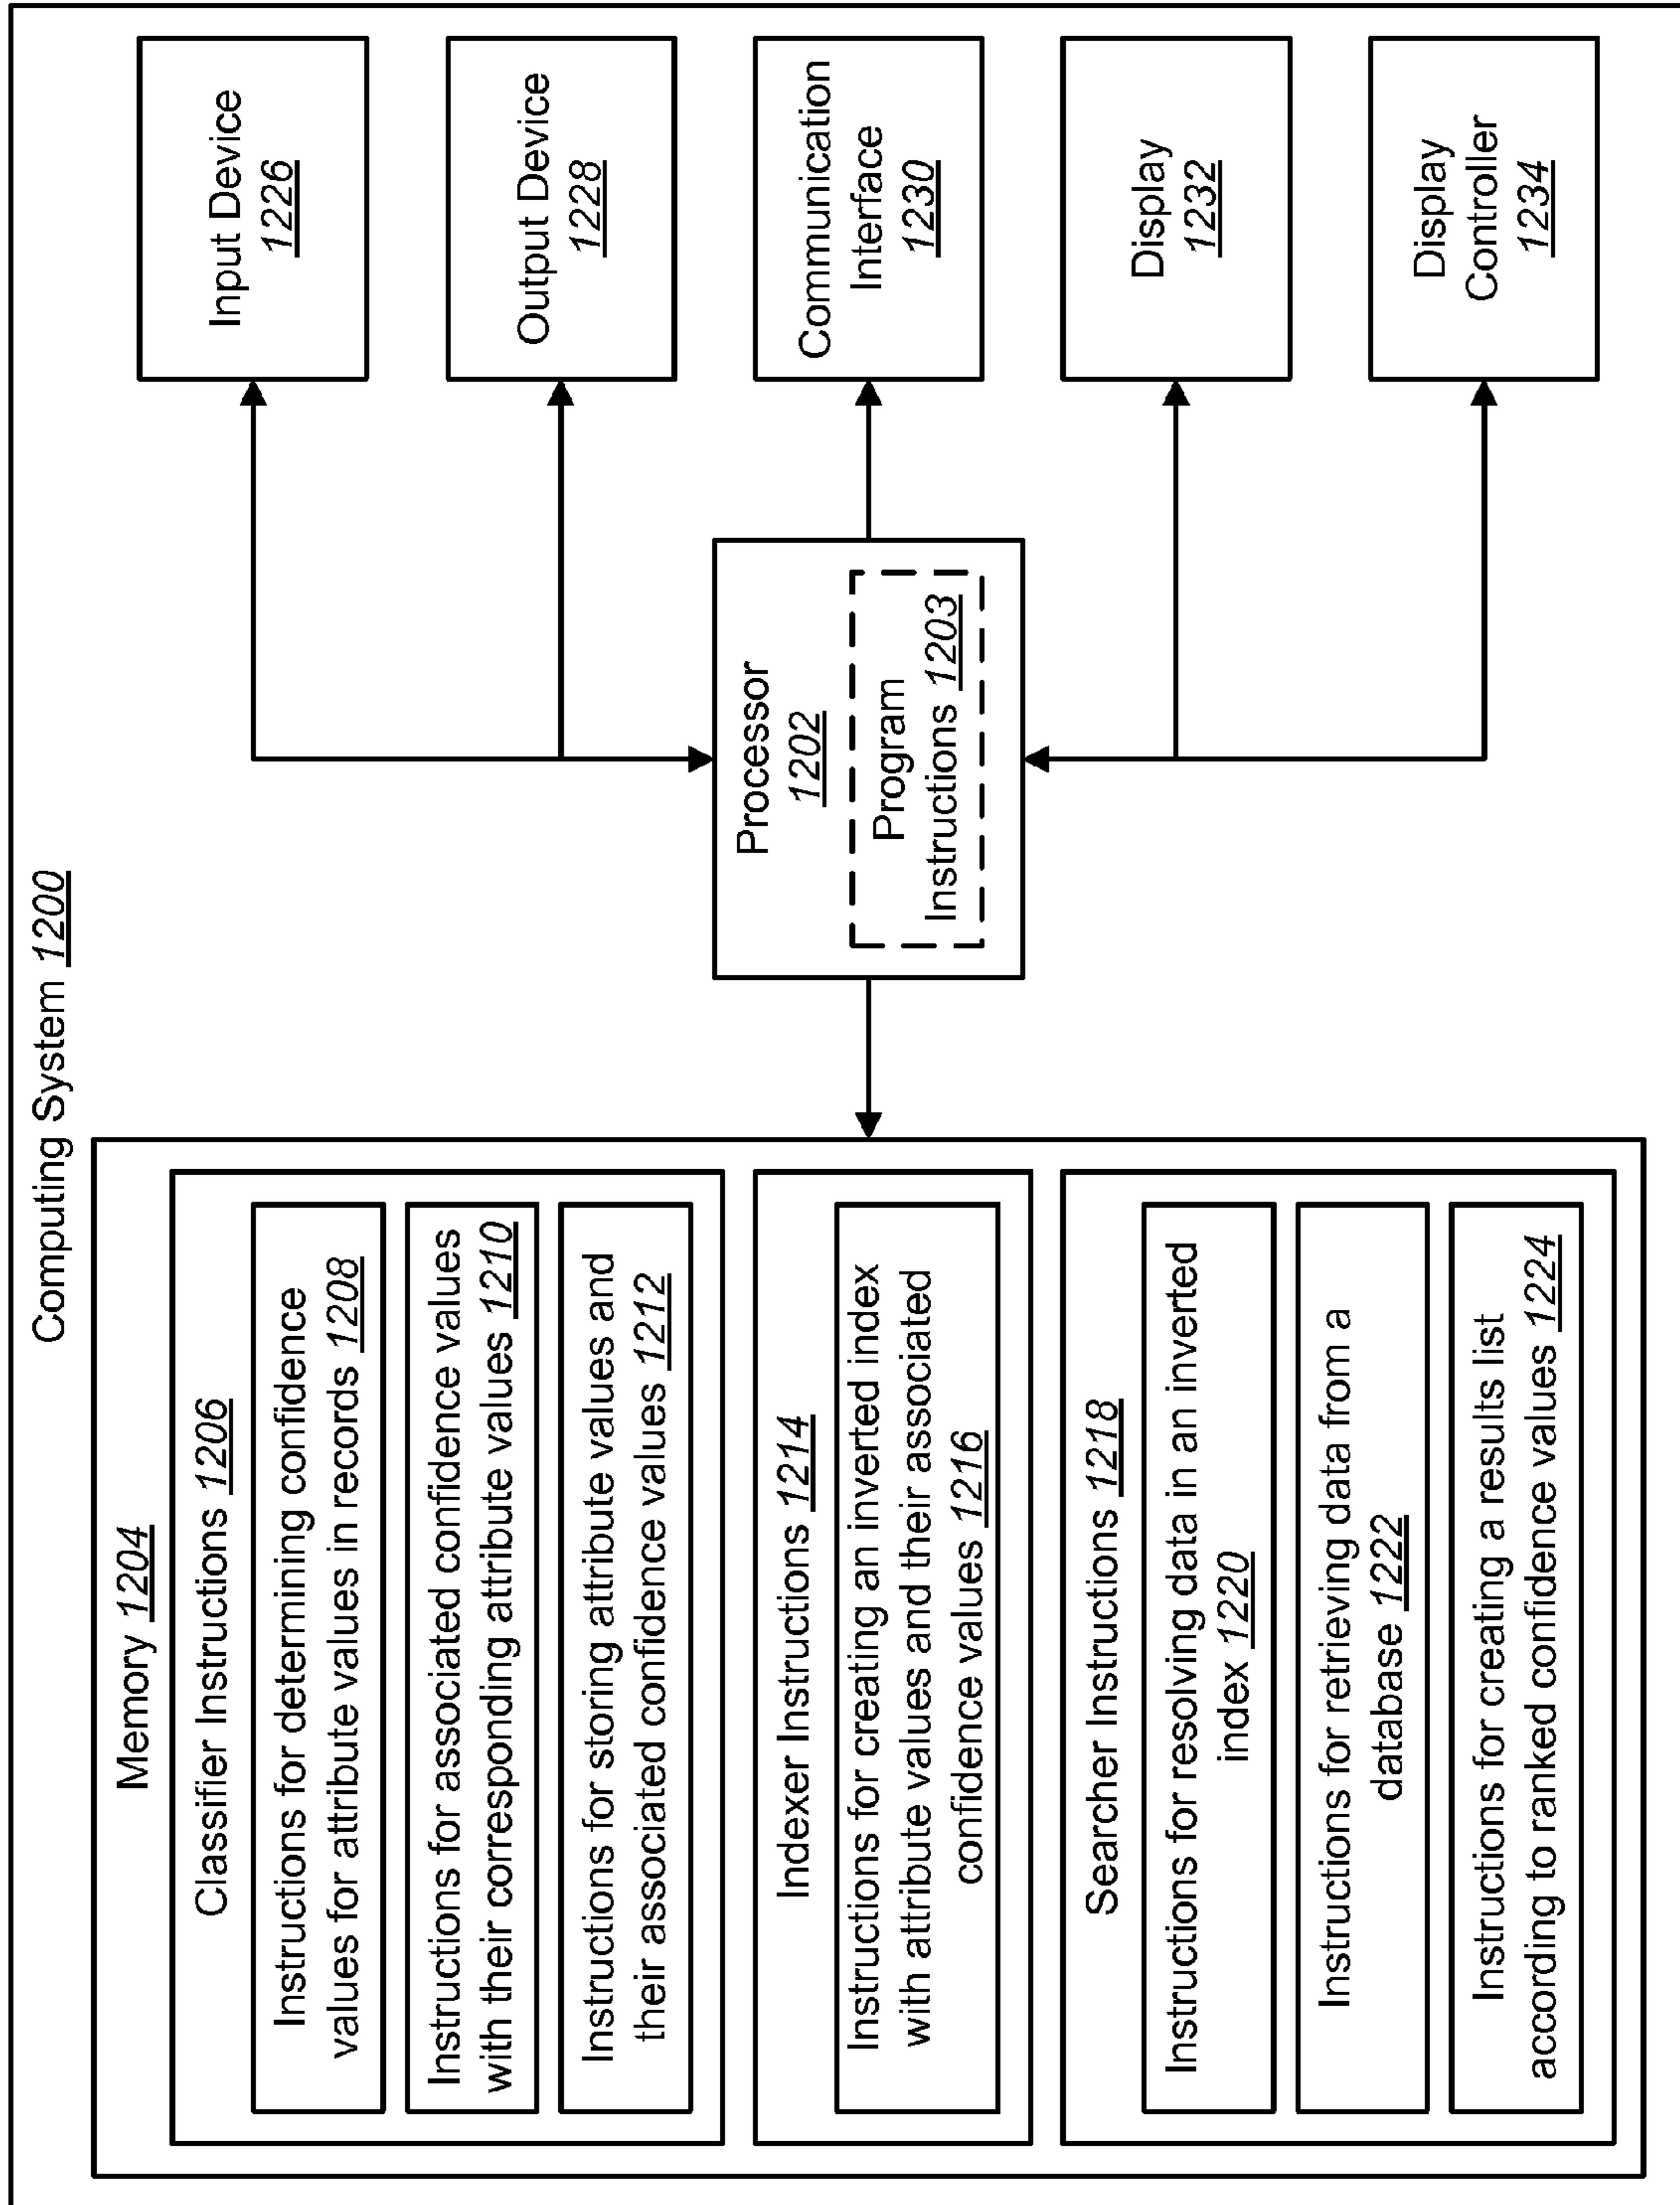 Computing System 1200
Memory 1204
Classifier Instructions 1206
Instructions for determining confidence
values for attribute values in records 1208
Instructions for associated confidence values
with their corresponding attribute values 1210
Instructions for storing attribute values and
their associated confidence values 1212
Indexer Instructions 1214
Instructions for creating an inverted index
with attribute values and their associated
confidence values 1216
Searcher Instructions 1218
Instructions for resolving data in an inverted
index 1220
Instructions for retrieving data from a
database 1222
Instructions for creating a results list
according to ranked confidence values 1224
Processor
1202
Program
Instructions 1203
Input Device
1226
Output Device
1228
Communication
Interface
1230
Display
1232
Display
Controller
1234